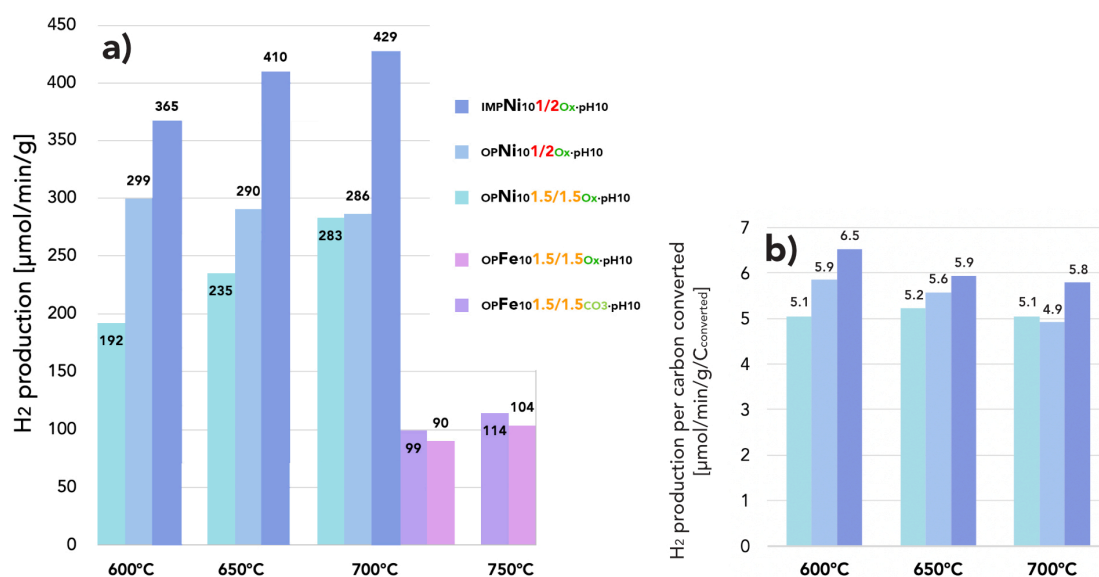 a)
H2 production [µmol/min/g]
450
400
350
300
250
200
150
100
50
0
365
299
192
410
290
235
429
286
283
99
90
114
104
600°C
650°C
700°C
750°C
IMPNi101/2Ox·pH10
OPNi101/2Ox·pH10
OPNi101.5/1.5Ox·pH10
OPFe101.5/1.5Ox·pH10
OPFe101.5/1.5CO3·pH10
b)
H2 production per carbon converted
[µmol/min/g/Cconverted]
7
6
5
4
3
2
1
0
5.1
5.9
6.5
5.2
5.6
5.9
5.1
4.9
5.8
600°C
650°C
700°C